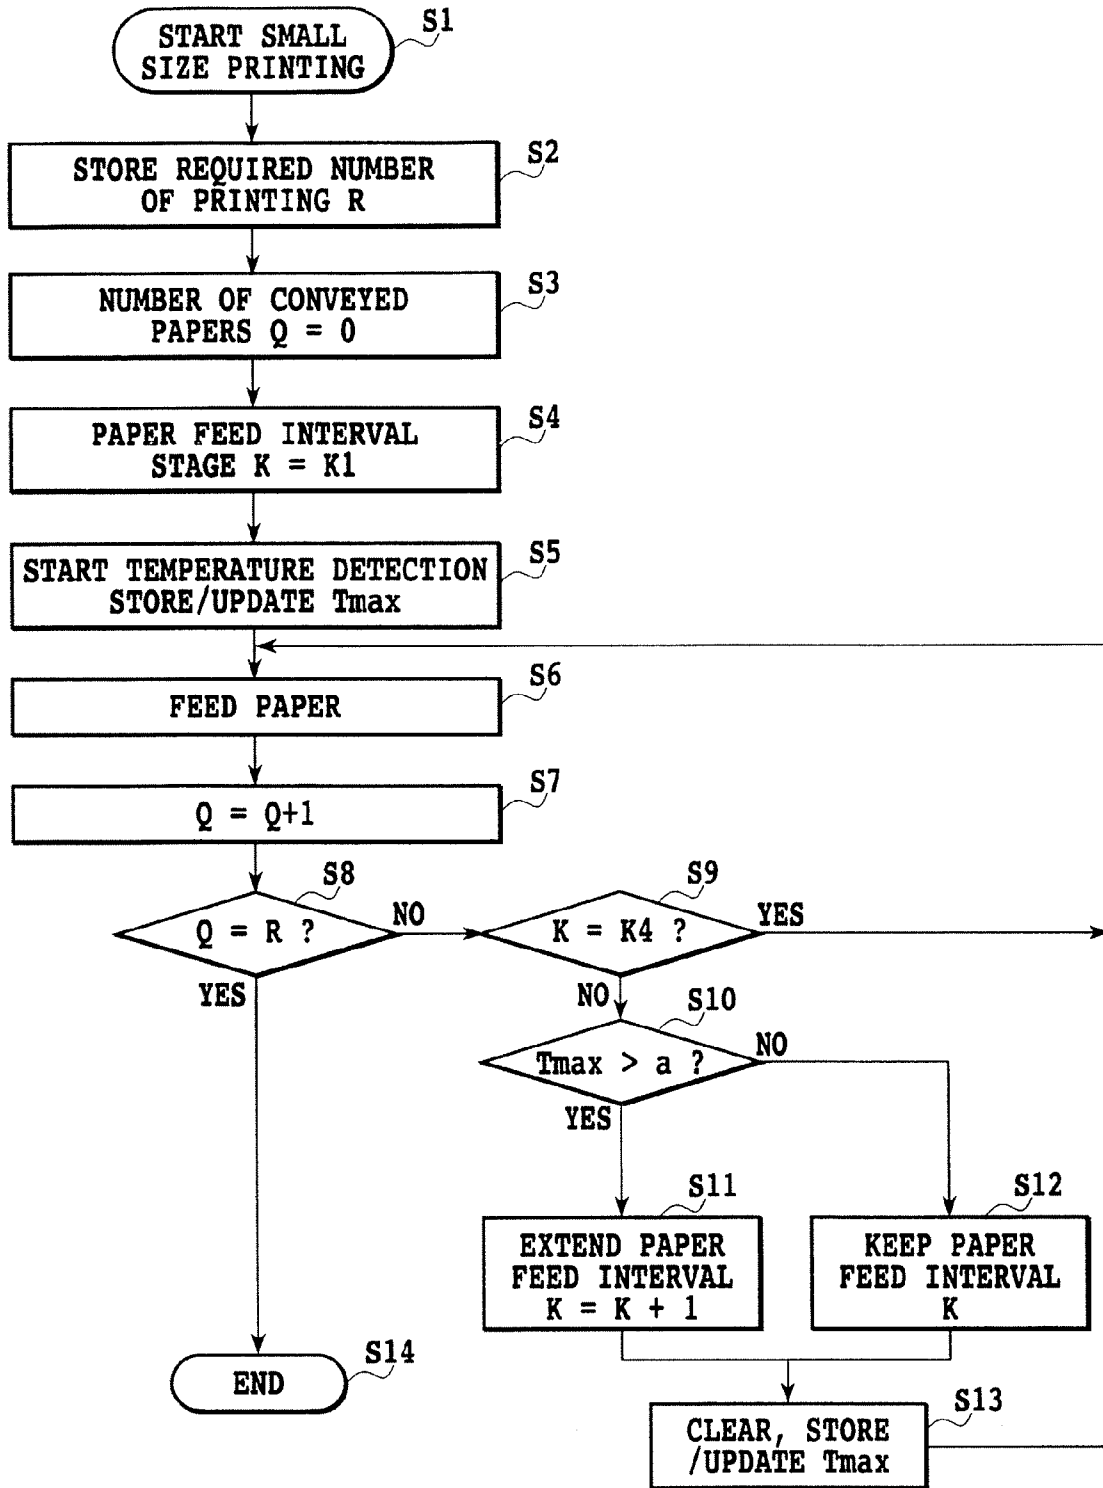 START SMALL
SIZE PRINTING
S1
STORE REQUIRED NUMBER
OF PRINTING R
S2
NUMBER OF CONVEYED
PAPERS Q = 0
S3
PAPER FEED INTERVAL
STAGE K = K1
S4
START TEMPERATURE DETECTION
STORE/UPDATE Tmax
S5
FEED PAPER
S6
Q = Q+1
S7
Q = R ?
S8
NO
YES
K = K4 ?
S9
YES
NO
Tmax > a ?
S10
NO
YES
EXTEND PAPER
FEED INTERVAL
K = K + 1
S11
KEEP PAPER
FEED INTERVAL
K
S12
CLEAR, STORE
/UPDATE Tmax
S13
END
S14